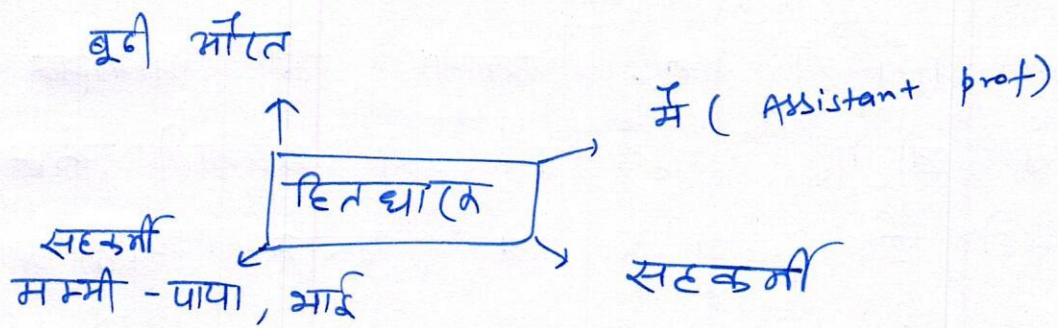 बूढी औरत
मैं ( Assistant prof)
हितधारक
सहकर्मी
मम्मी - पापा, भाई
सहकर्मी